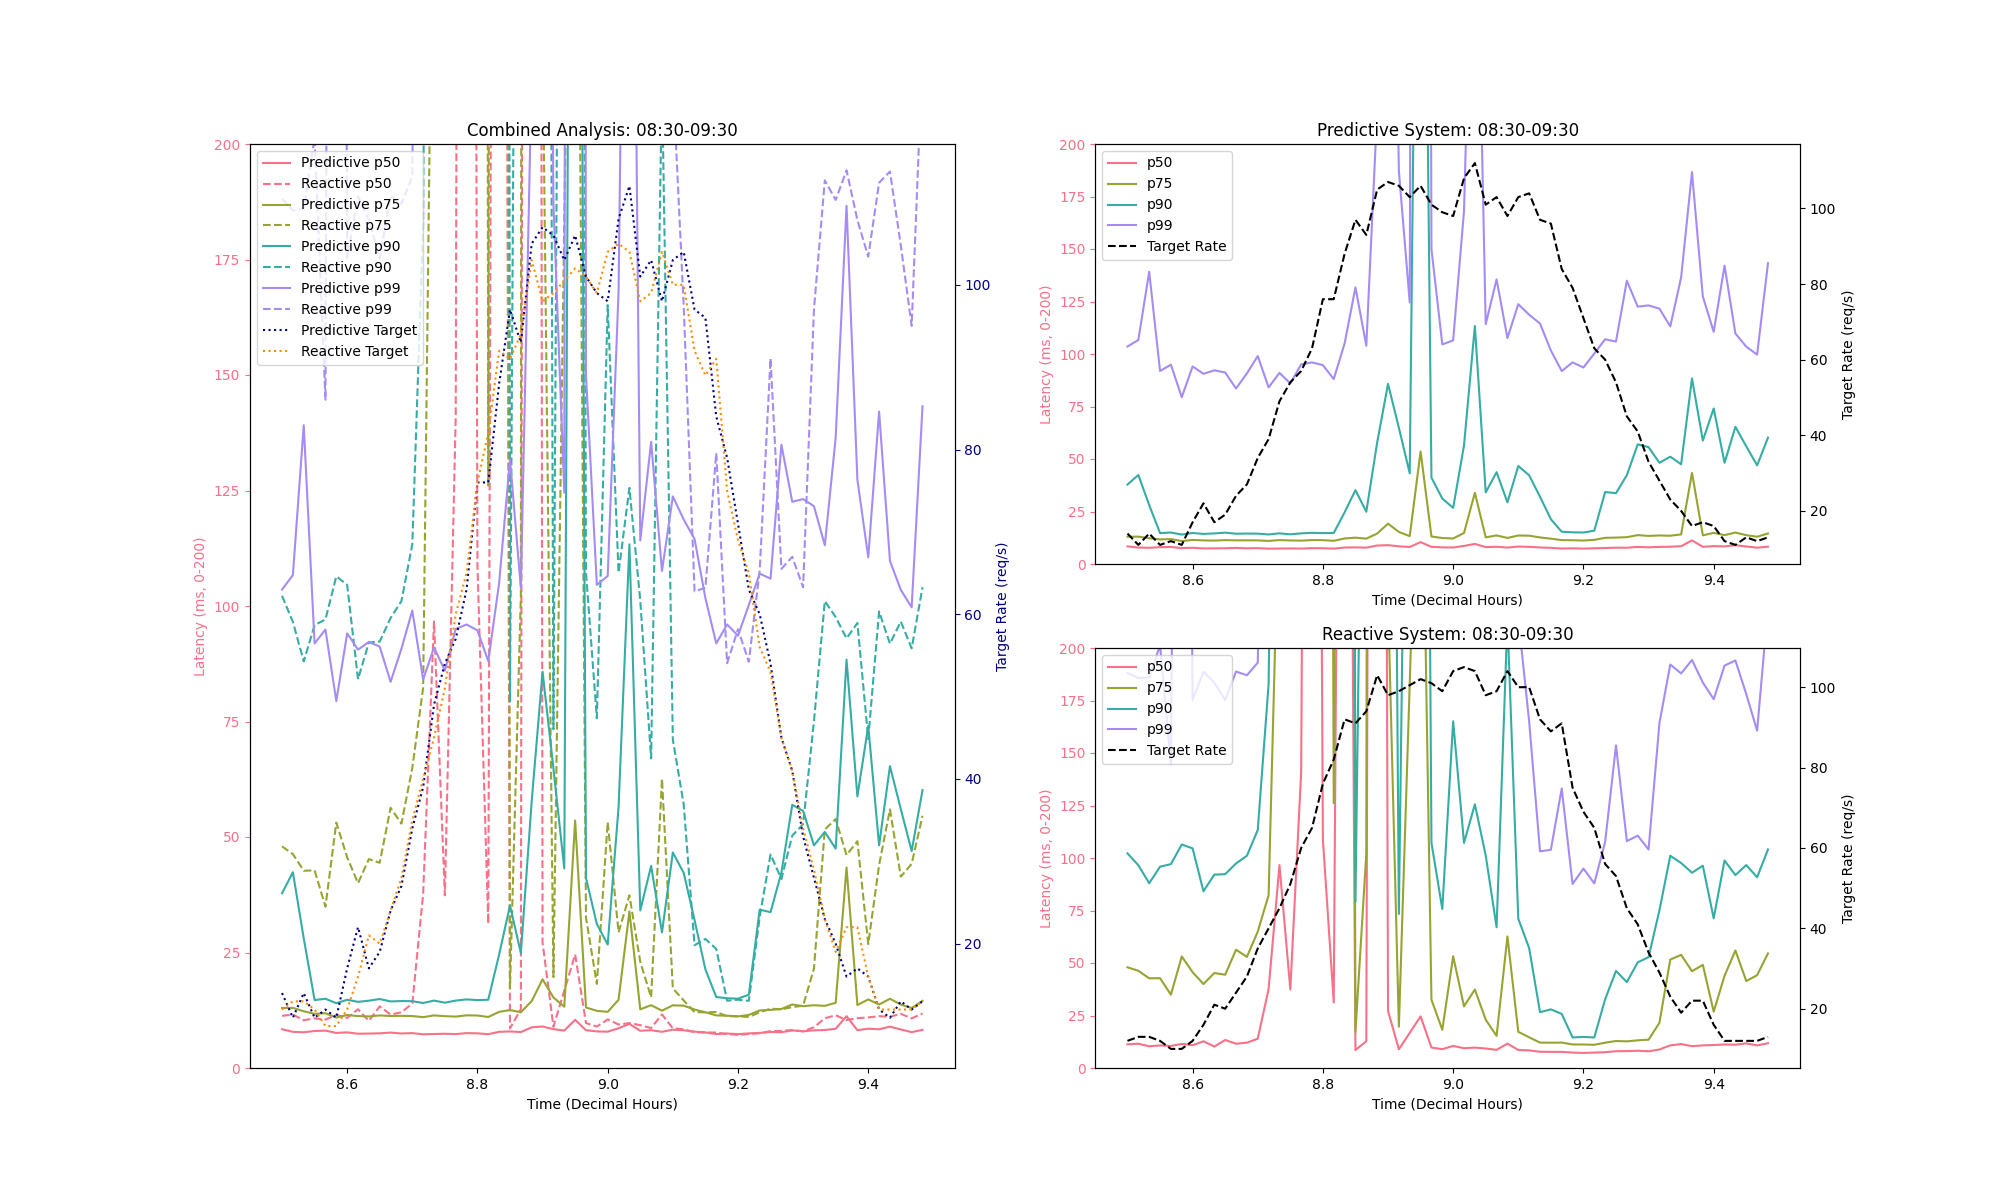 Combined Analysis: 08:30-09:30
Latency (ms, 0-200)
200
175
150
125
100
75
50
25
0
Predictive p50
Reactive p50
Predictive p75
Reactive p75
Predictive p90
Reactive p90
Predictive p99
Reactive p99
Predictive Target
Reactive Target
100
80
60
40
20
Target Rate (req/s)
8.6 8.8 9.0 9.2 9.4
Time (Decimal Hours)
Predictive System: 08:30-09:30
Latency (ms, 0-200)
200
175
150
125
100
75
50
25
0
p50
p75
p90
p99
Target Rate
100
80
60
40
20
Target Rate (req/s)
8.6 8.8 9.0 9.2 9.4
Time (Decimal Hours)
Reactive System: 08:30-09:30
Latency (ms, 0-200)
200
175
150
125
100
75
50
25
0
p50
p75
p90
p99
Target Rate
100
80
60
40
20
Target Rate (req/s)
8.6 8.8 9.0 9.2 9.4
Time (Decimal Hours)